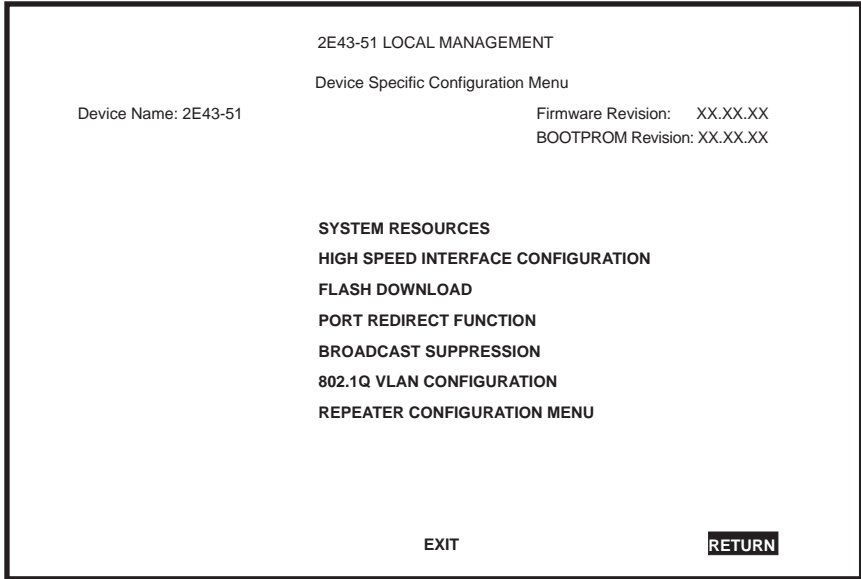 2E43-51 LOCAL MANAGEMENT
Device Specific Configuration Menu
Device Name: 2E43-51 Firmware Revision: XX.XX.XX
BOOTPROM Revision: XX.XX.XX
SYSTEM RESOURCES
HIGH SPEED INTERFACE CONFIGURATION
FLASH DOWNLOAD
PORT REDIRECT FUNCTION
BROADCAST SUPPRESSION
802.1Q VLAN CONFIGURATION
REPEATER CONFIGURATION MENU
EXIT RETURN